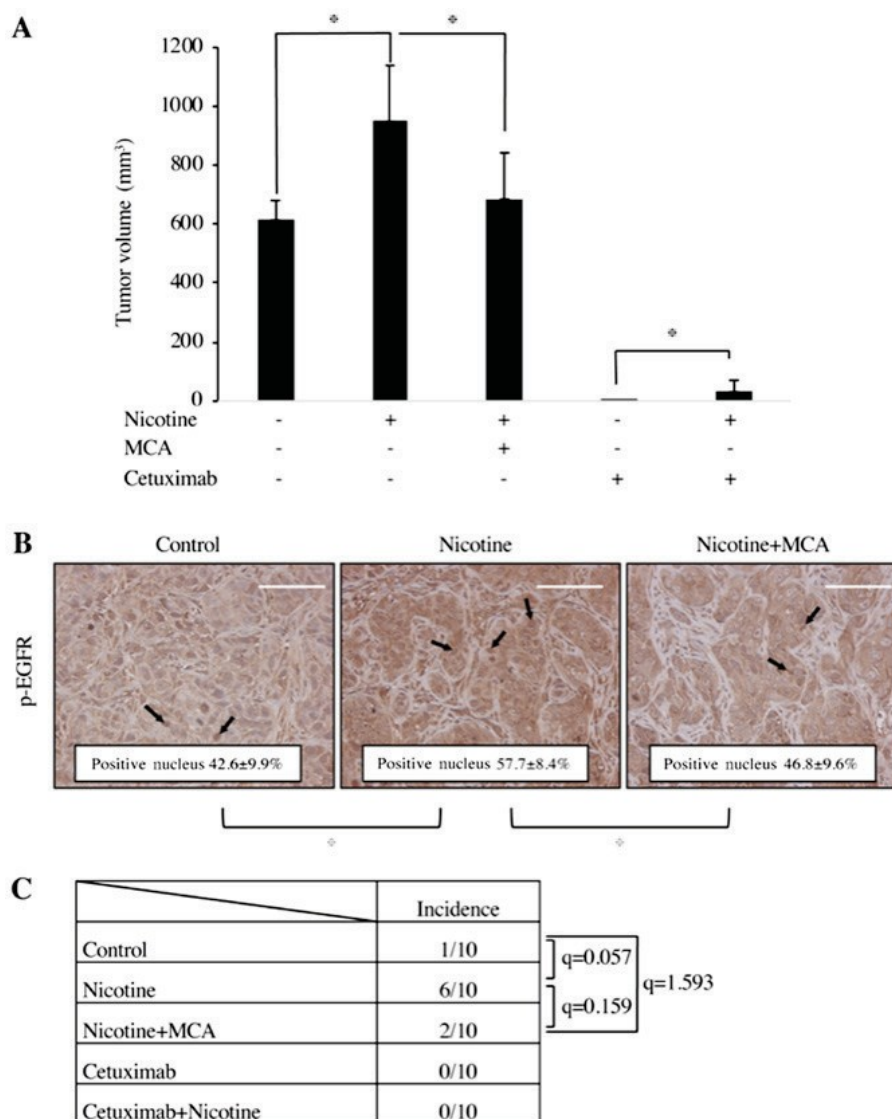 A
*
*
1200
1000
800
600
400
200
0
Tumor volume (mm³)
*
Nicotine - + + - +
MCA - - + - -
Cetuximab - - - + +
B
Control Nicotine Nicotine+MCA
p-EGFR
Positive nucleus 42.6±9.9% Positive nucleus 57.7±8.4% Positive nucleus 46.8±9.6%
* *
C
Incidence
Control 1/10
q=0.057
Nicotine 6/10
q=1.593
q=0.159
Nicotine+MCA 2/10
Cetuximab 0/10
Cetuximab+Nicotine 0/10